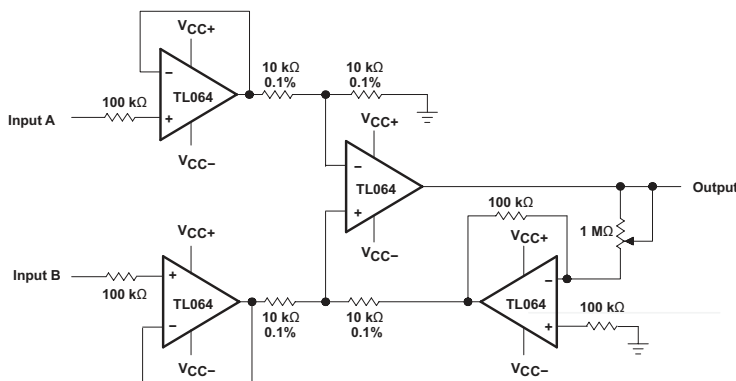 VCC+
10 kΩ
0.1%
10 kΩ
0.1%
100 kΩ
TL064
Input A
VCC–
VCC+
TL064
Output
100 kΩ
1 MΩ
VCC–
VCC+
VCC+
Input B
100 kΩ
TL064
TL064
100 kΩ
10 kΩ
0.1%
10 kΩ
0.1%
VCC–
VCC–